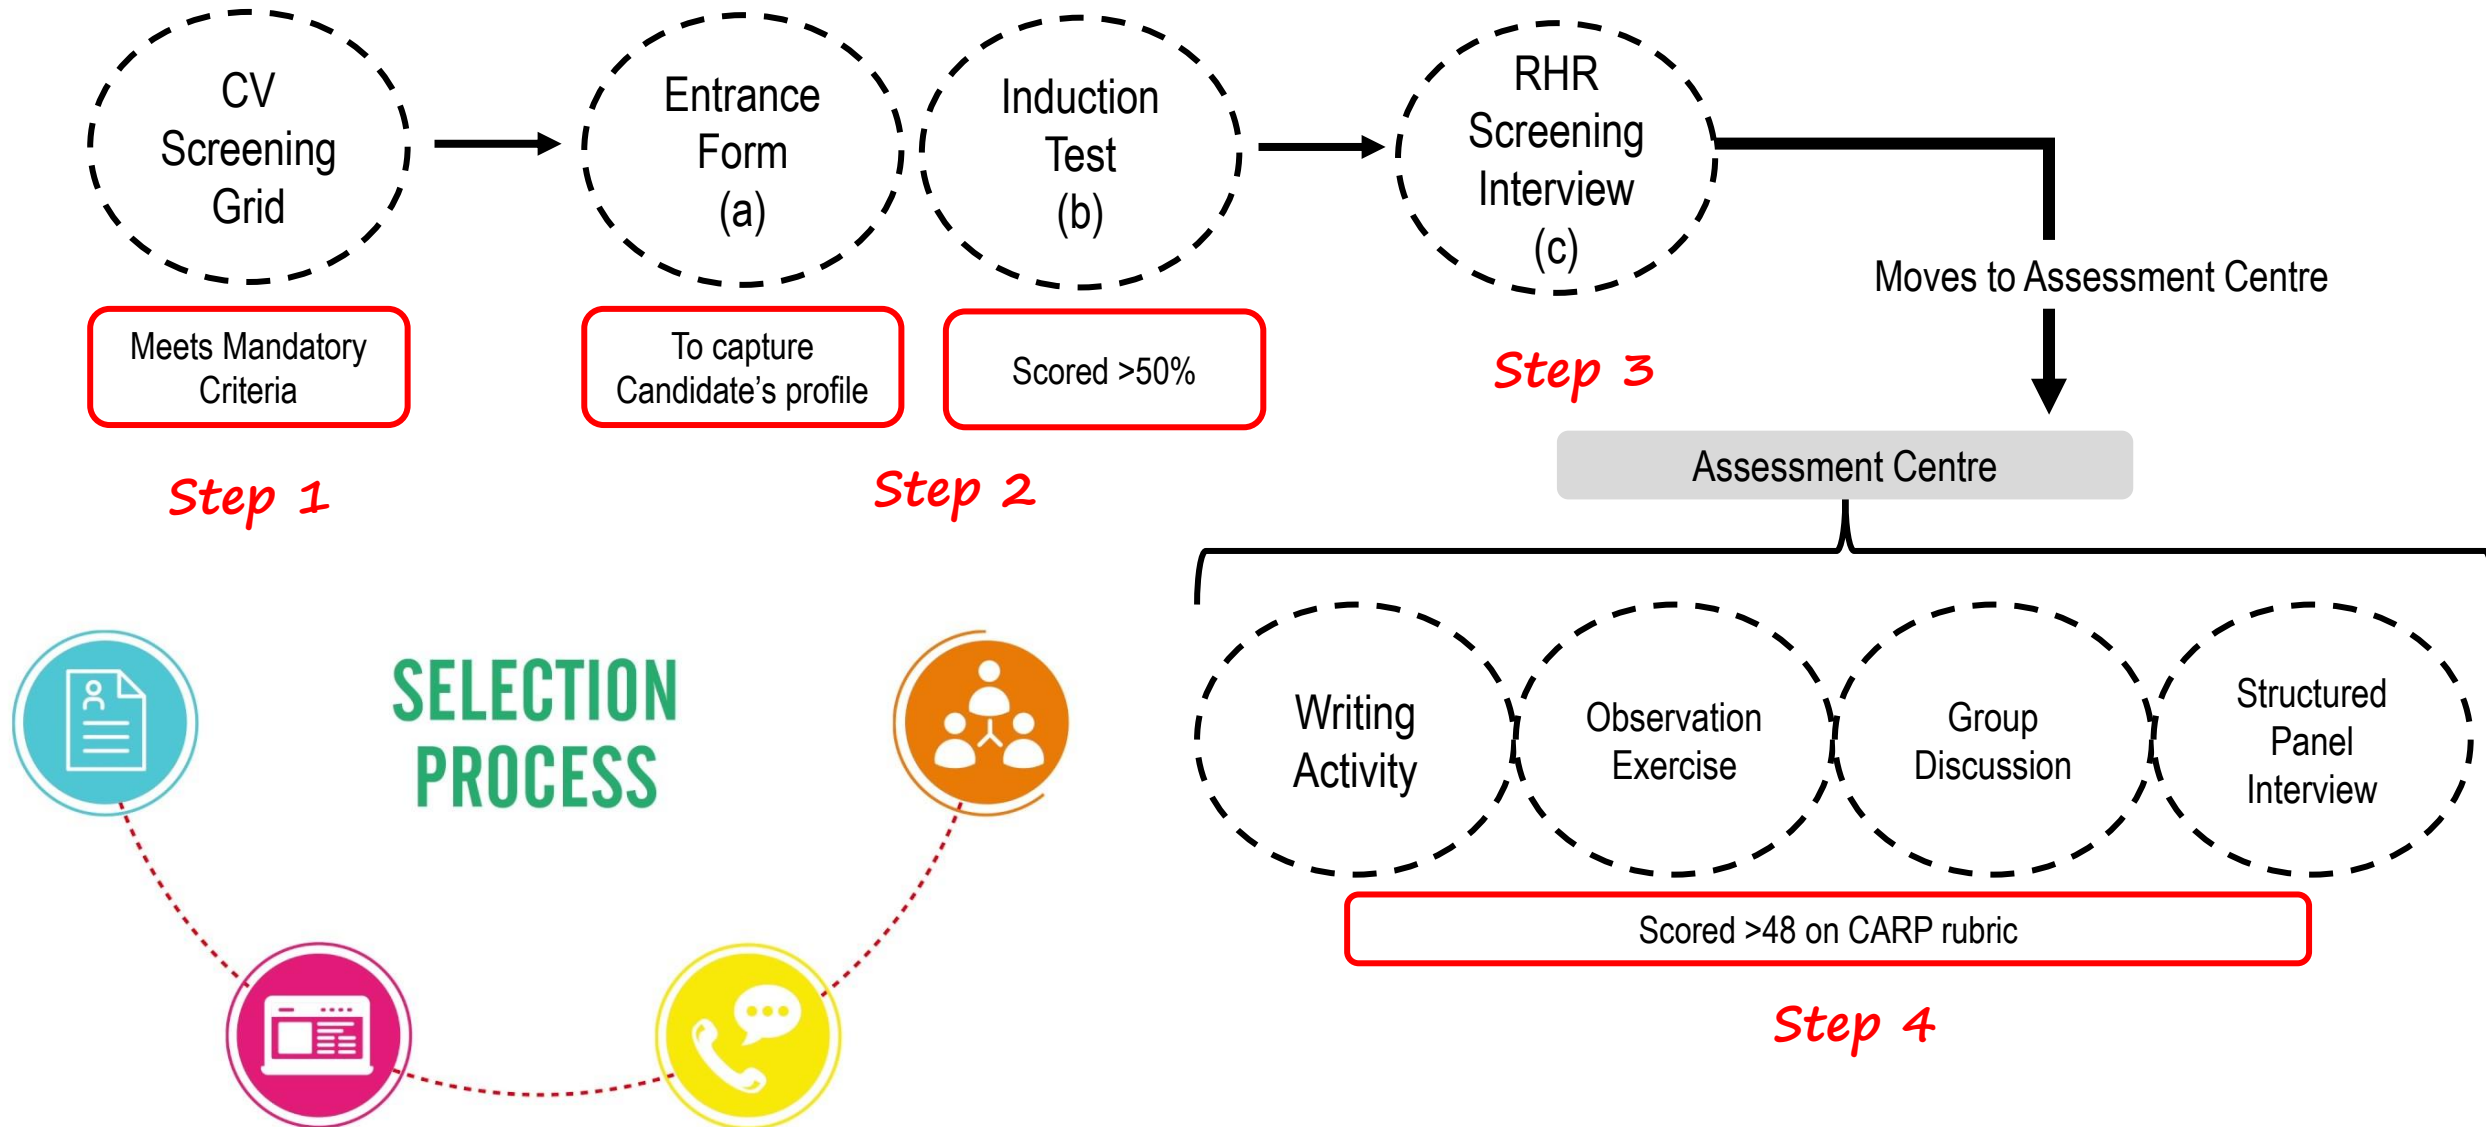 CV
Screening
Grid
Entrance
Form
(a)
Induction
Test
(b)
RHR
Screening
Interview
(c)
Meets Mandatory
Criteria
To capture
Candidate’s profile
Scored >50%
Step 1
Step 2
Step 3
Moves to Assessment Centre
Assessment Centre
SELECTION
PROCESS
Writing
Activity
Observation
Exercise
Group
Discussion
Structured
Panel
Interview
Scored >48 on CARP rubric
Step 4